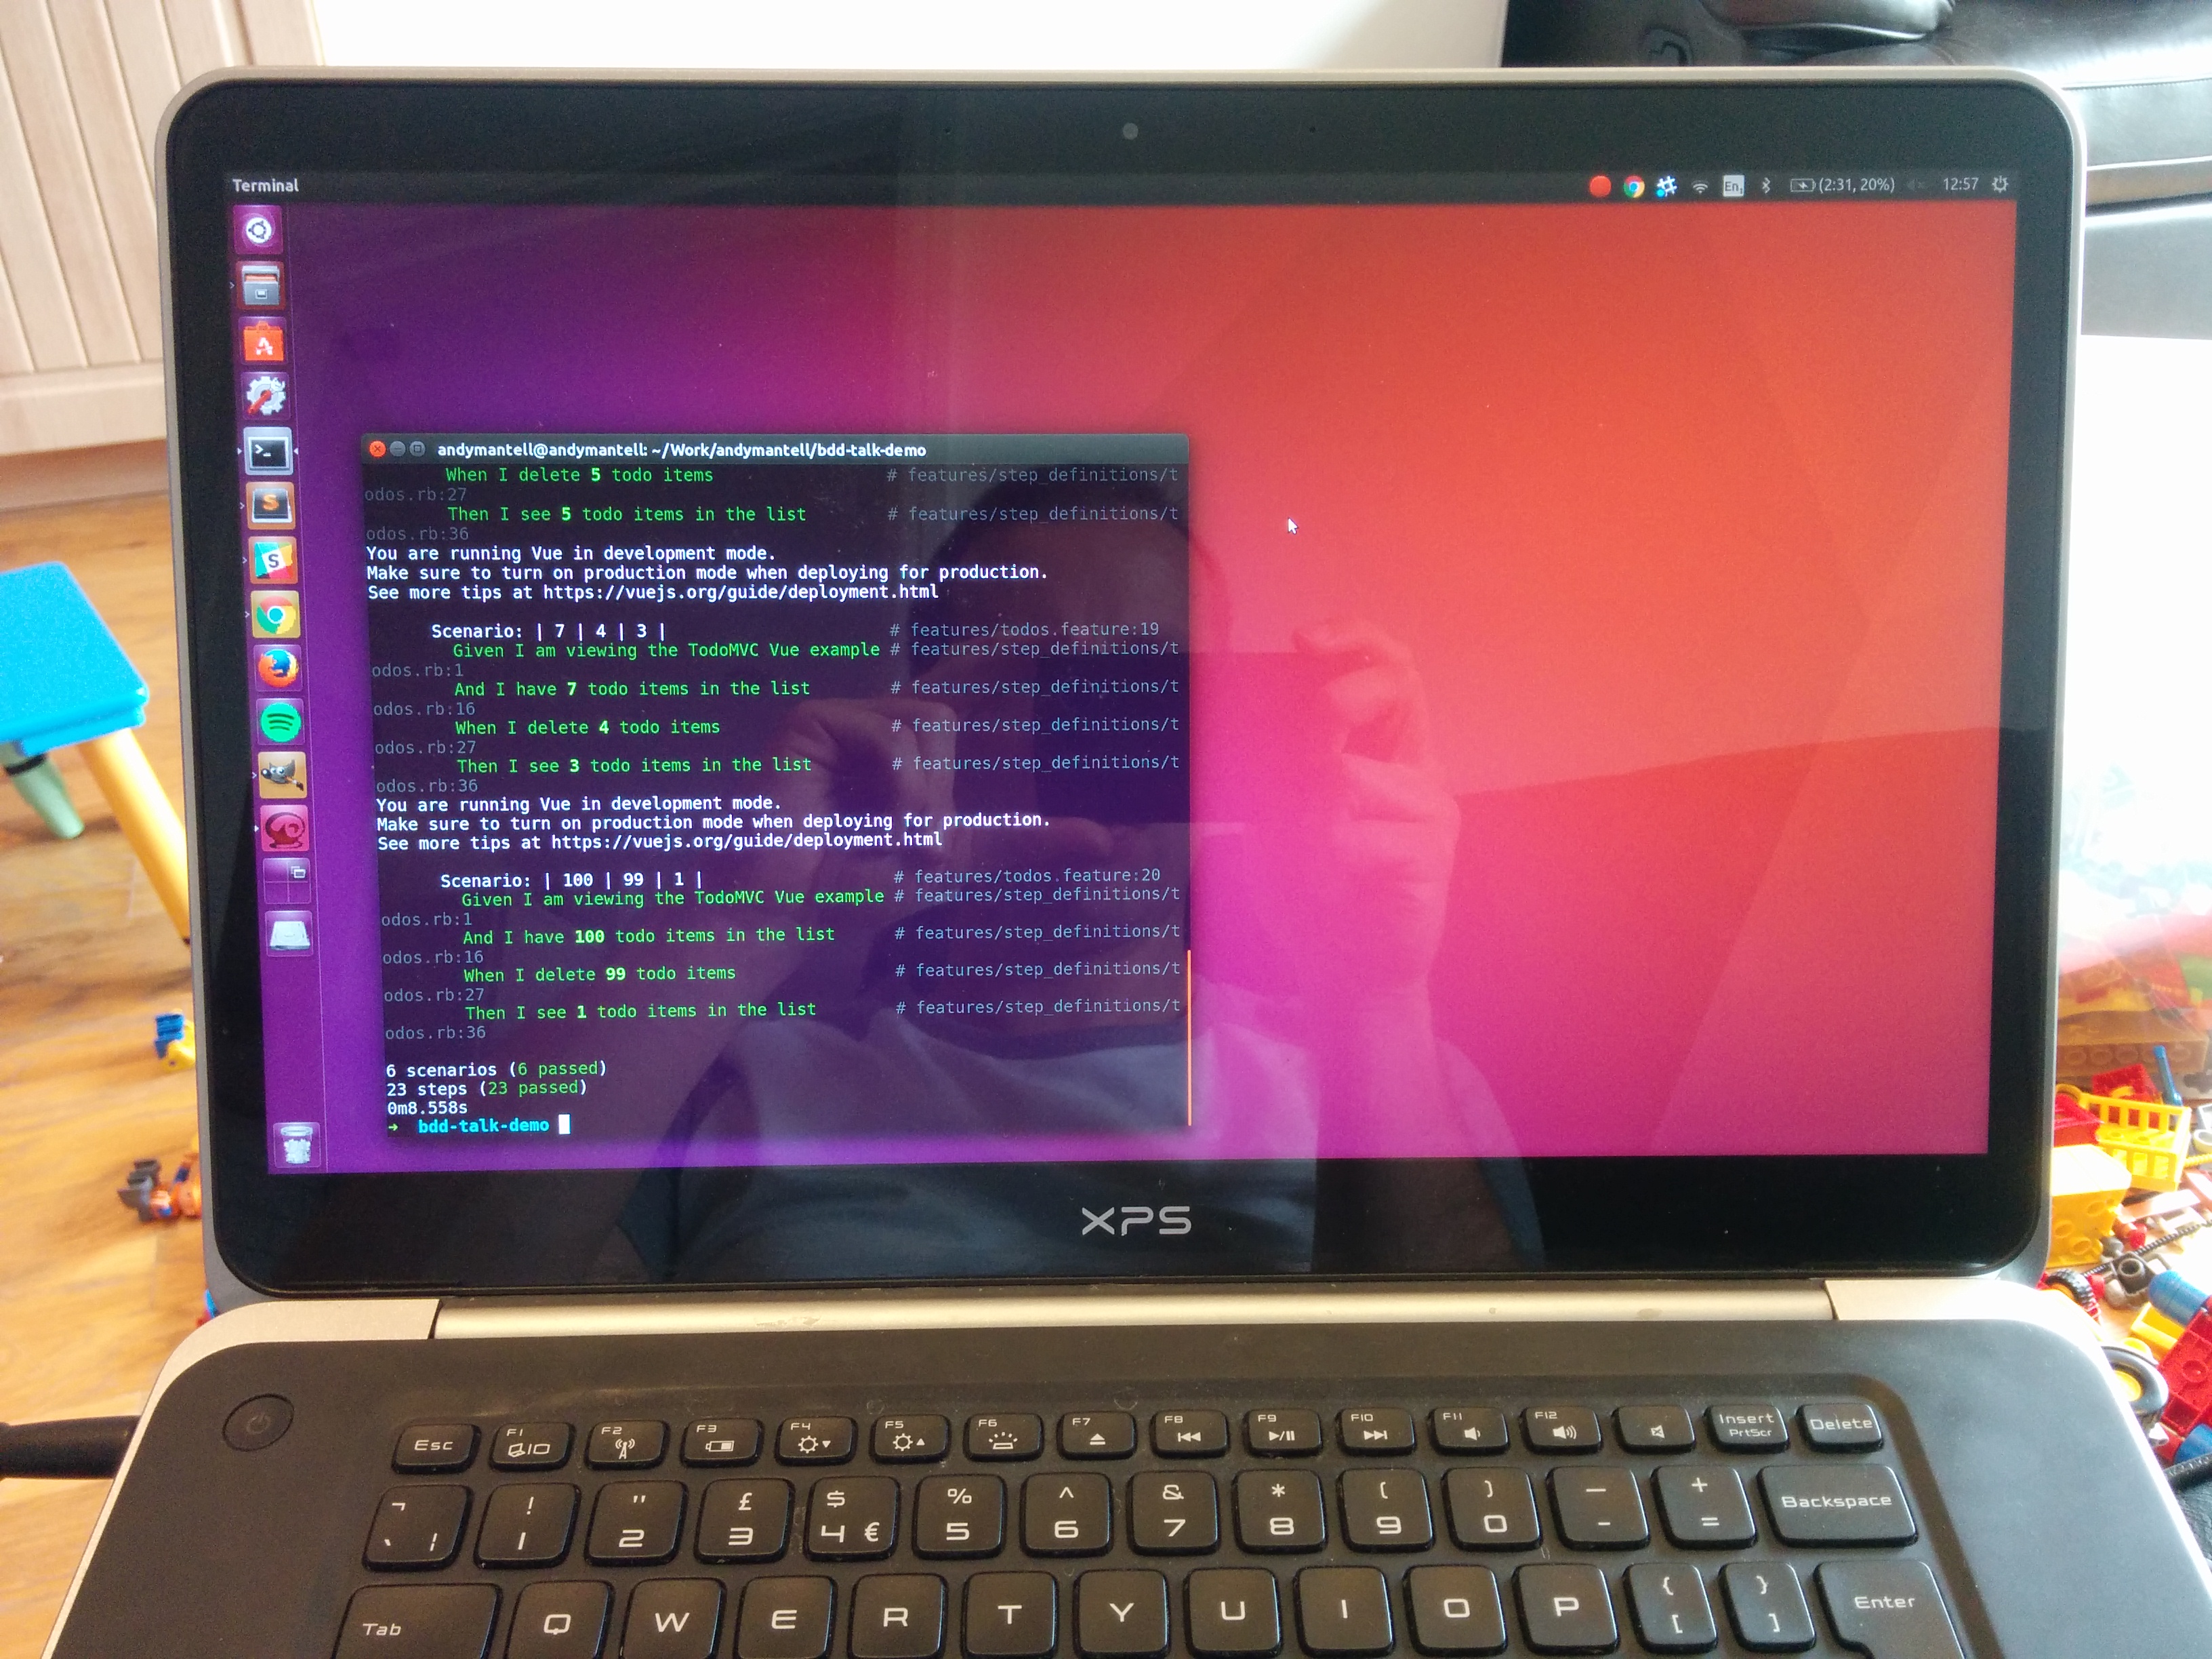 Terminal
En1
(2:31, 20%)
12:57
andymantell@andymantell: ~/Work/andymantell/bdd-talk-demo
When I delete 5 todo items # features/step_definitions/t
odos.rb:27
Then I see 5 todo items in the list # features/step_definitions/t
odos.rb:36
You are running Vue in development mode.
Make sure to turn on production mode when deploying for production.
See more tips at https://vuejs.org/guide/deployment.html
Scenario: | 7 | 4 | 3 | # features/todos.feature:19
Given I am viewing the TodoMVC Vue example # features/step_definitions/t
odos.rb:1
And I have 7 todo items in the list # features/step_definitions/t
odos.rb:16
When I delete 4 todo items # features/step_definitions/t
odos.rb:27
Then I see 3 todo items in the list # features/step_definitions/t
odos.rb:36
You are running Vue in development mode.
Make sure to turn on production mode when deploying for production.
See more tips at https://vuejs.org/guide/deployment.html
Scenario: | 100 | 99 | 1 | # features/todos.feature:20
Given I am viewing the TodoMVC Vue example # features/step_definitions/t
odos.rb:1
And I have 100 todo items in the list # features/step_definitions/t
odos.rb:16
When I delete 99 todo items # features/step_definitions/t
odos.rb:27
Then I see 1 todo items in the list # features/step_definitions/t
odos.rb:36
6 scenarios (6 passed)
23 steps (23 passed)
0m8.558s
➜ bdd-talk-demo
XPS
Esc F1 F2 F3 F4 F5 F6 F7 F8 F9 F10 F11 F12 Insert Delete
PrtScr
¬ ! " £ $ % ^ & * ( ) — +
` ¦ 1 2 3 4 € 5 6 7 8 9 0 - = Backspace
Tab Q W E R T Y U I O P { [ } ] Enter